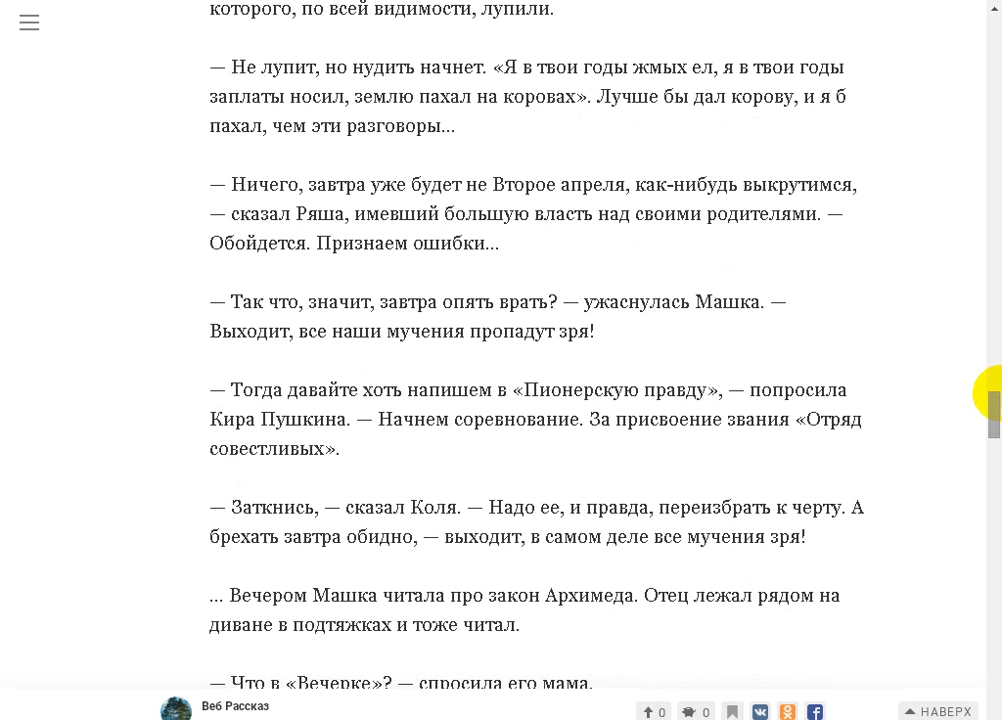 которого, по всей видимости, лупили.
— Не лупит, но нудить начнет. «Я в твои годы жмых ел, я в твои годы
заплаты носил, землю пахал на коровах». Лучше бы дал корову, и я б
пахал, чем эти разговоры...
— Ничего, завтра уже будет не Второе апреля, как-нибудь выкрутимся,
— сказал Ряша, имевший большую власть над своими родителями. —
Обойдется. Признаем ошибки...
— Так что, значит, завтра опять врать? — ужаснулась Машка. —
Выходит, все наши мучения пропадут зря!
— Тогда давайте хоть напишем в «Пионерскую правду», — попросила
Кира Пушкина. — Начнем соревнование. За присвоение звания «Отряд
совестливых».
— Заткнись, — сказал Коля. — Надо ее, и правда, переизбрать к черту. А
брехать завтра обидно, — выходит, в самом деле все мучения зря!
... Вечером Машка читала про закон Архимеда. Отец лежал рядом на
диване в подтяжках и тоже читал.
— Что в «Вечерке»? — спросила его мама.
Веб Рассказ
0
0
НАВЕРХ